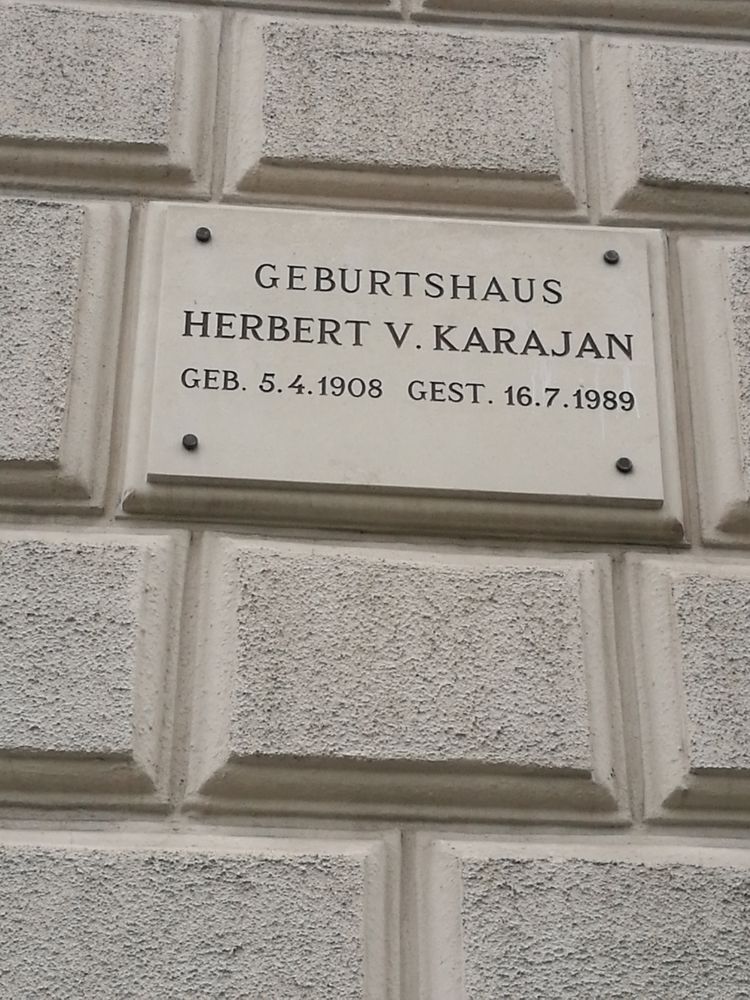 GEBURTSHAUS
HERBERT V. KARAJAN
GEB. 5.4.1908 GEST. 16.7.1989